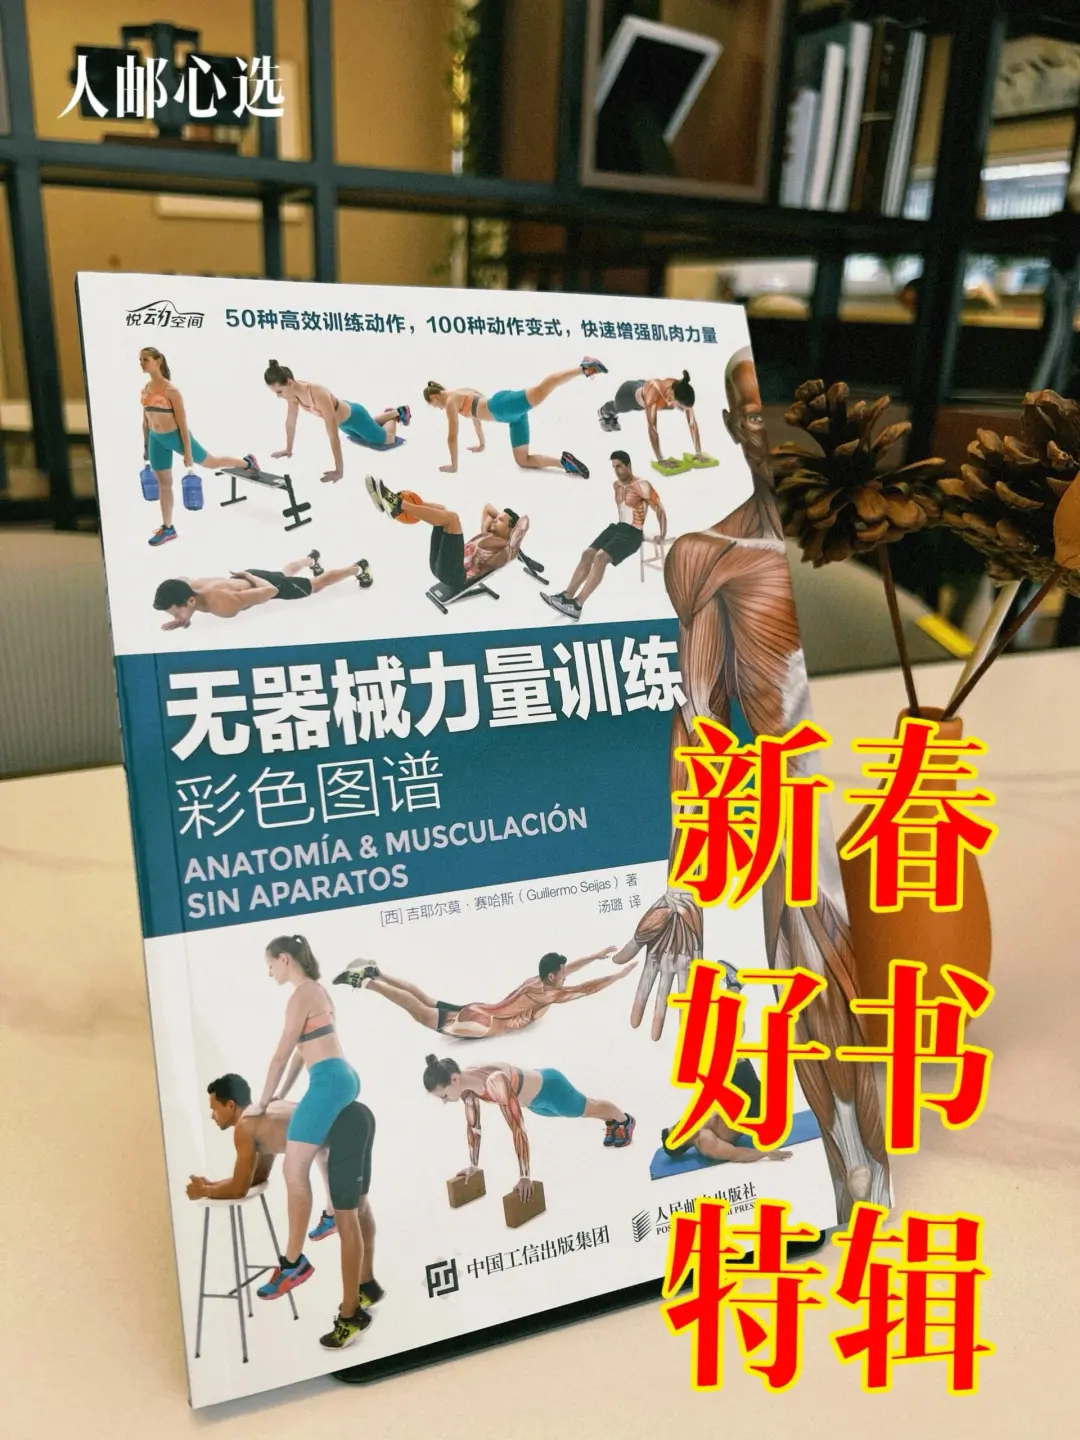 人邮心选
悦动空间
50种高效训练动作，100种动作变式，快速增强肌肉力量
无器械力量训练
彩色图谱
ANATOMÍA & MUSCULACIÓN
SIN APARATOS
[西] 吉耶尔莫·赛哈斯（Guillermo Seijas）著
汤璐 译
新春
好书
特辑
中国工信出版集团
人民邮电出版社